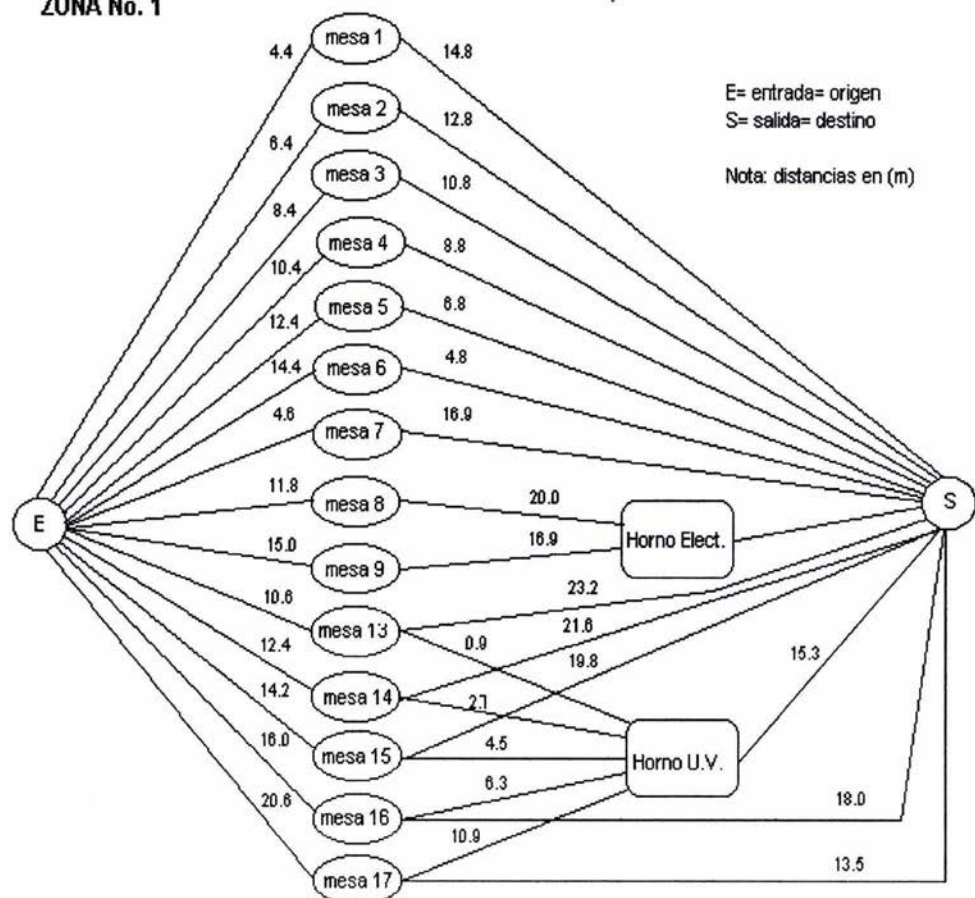 ZONA No. 1
4.4
mesa 1
14.8
E= entrada= origen
S= salida= destino
Nota: distancias en (m)
6.4
mesa 2
12.8
8.4
mesa 3
10.8
10.4
mesa 4
8.8
12.4
mesa 5
6.8
14.4
mesa 6
4.8
4.6
mesa 7
16.9
E
11.8
mesa 8
20.0
Horno Elect.
S
15.0
mesa 9
16.9
10.6
mesa 13
23.2
0.9
12.4
mesa 14
21.6
2.7
14.2
mesa 15
19.8
4.5
Horno U.V.
15.3
16.0
mesa 16
6.3
18.0
20.6
mesa 17
10.9
13.5